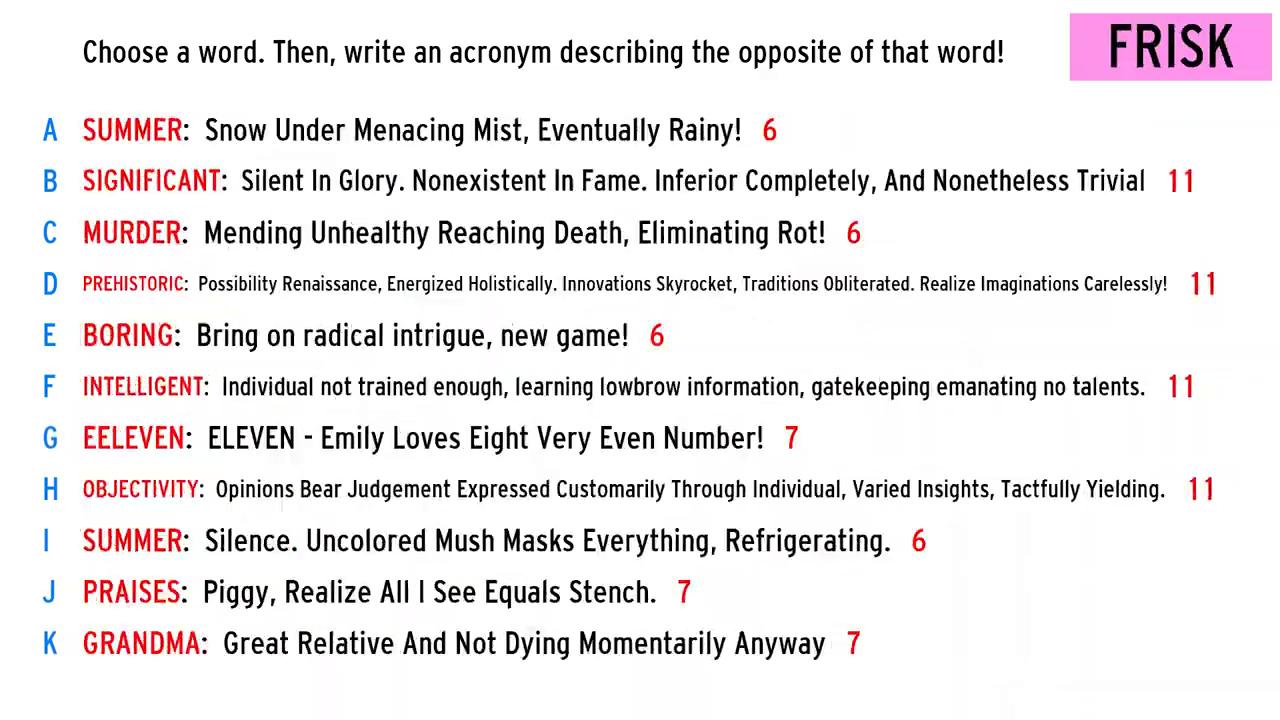 Choose a word. Then, write an acronym describing the opposite of that word!
FRISK
A SUMMER: Snow Under Menacing Mist, Eventually Rainy! 6
B SIGNIFICANT: Silent In Glory. Nonexistent In Fame. Inferior Completely, And Nonetheless Trivial 11
C MURDER: Mending Unhealthy Reaching Death, Eliminating Rot! 6
D PREHISTORIC: Possibility Renaissance, Energized Holistically. Innovations Skyrocket, Traditions Obliterated. Realize Imaginations Carelessly! 11
E BORING: Bring on radical intrigue, new game! 6
F INTELLIGENT: Individual not trained enough, learning lowbrow information, gatekeeping emanating no talents. 11
G EELEVEN: ELEVEN - Emily Loves Eight Very Even Number! 7
H OBJECTIVITY: Opinions Bear Judgement Expressed Customarily Through Individual, Varied Insights, Tactfully Yielding. 11
I SUMMER: Silence. Uncolored Mush Masks Everything, Refrigerating. 6
J PRAISES: Piggy, Realize All I See Equals Stench. 7
K GRANDMA: Great Relative And Not Dying Momentarily Anyway 7